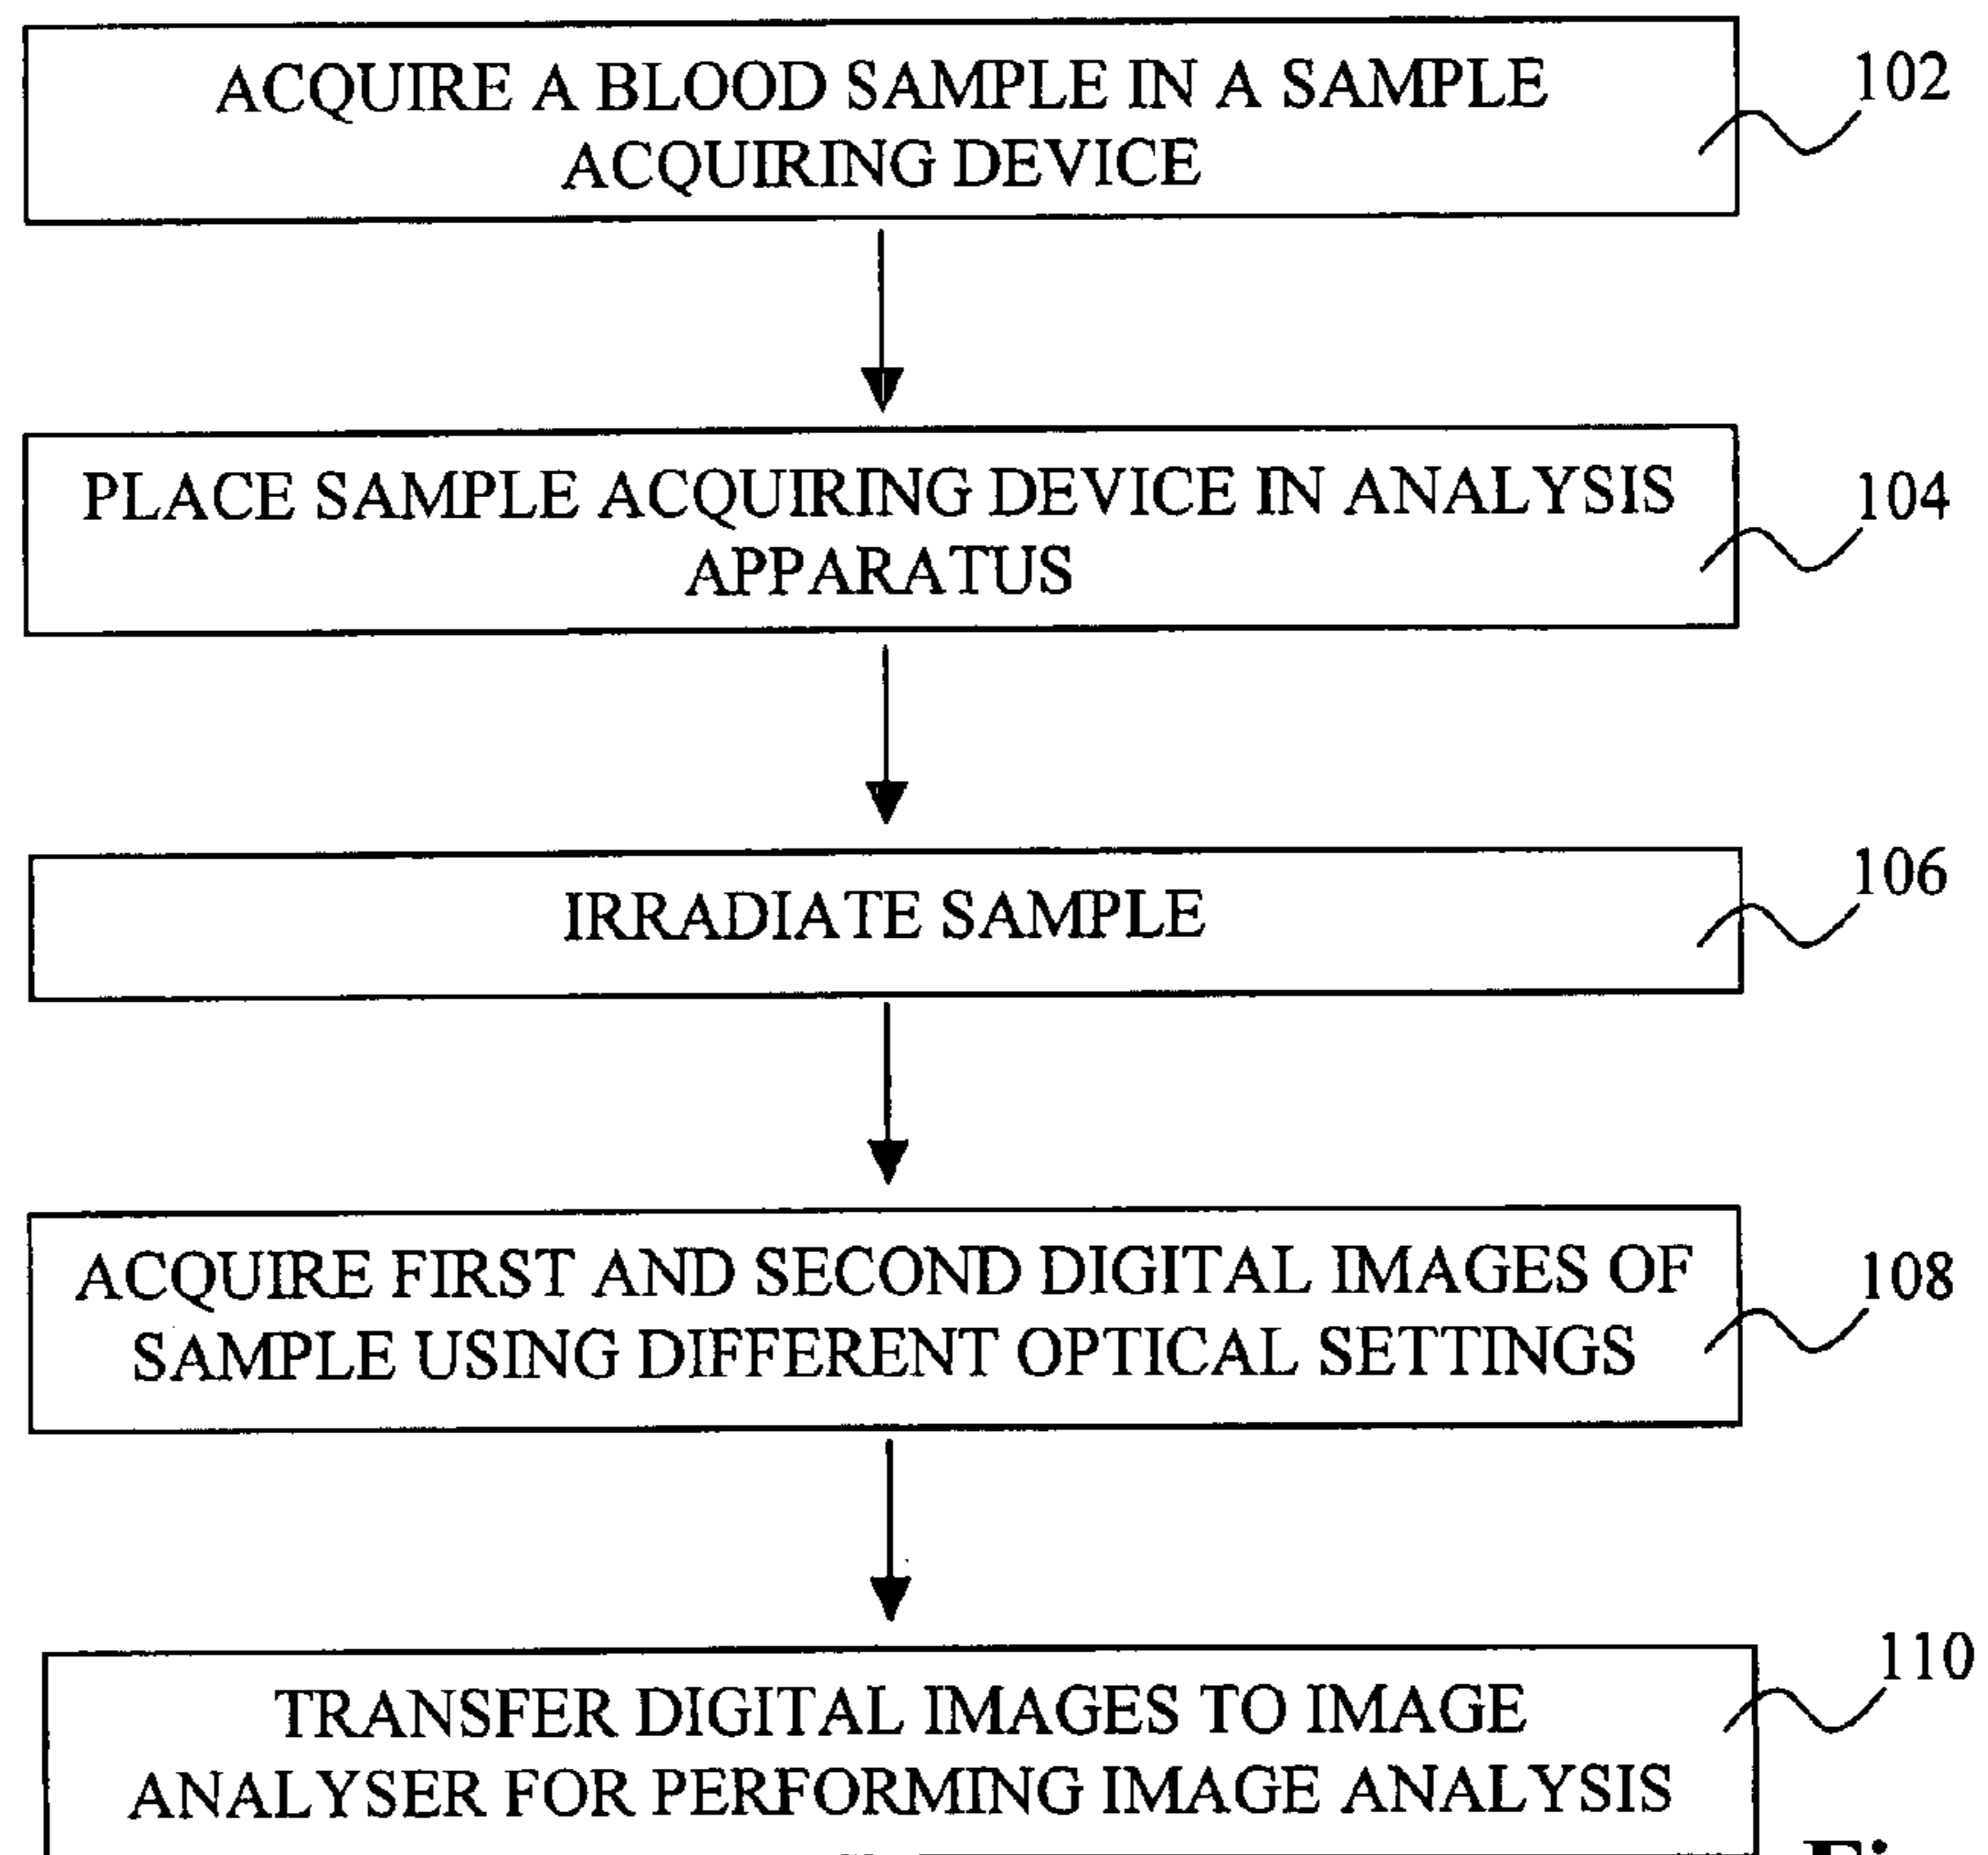 ACQUIRE A BLOOD SAMPLE IN A SAMPLE
ACQUIRING DEVICE
102
PLACE SAMPLE ACQUIRING DEVICE IN ANALYSIS
APPARATUS
104
IRRADIATE SAMPLE
106
ACQUIRE FIRST AND SECOND DIGITAL IMAGES OF
SAMPLE USING DIFFERENT OPTICAL SETTINGS
108
TRANSFER DIGITAL IMAGES TO IMAGE
ANALYSER FOR PERFORMING IMAGE ANALYSIS
110